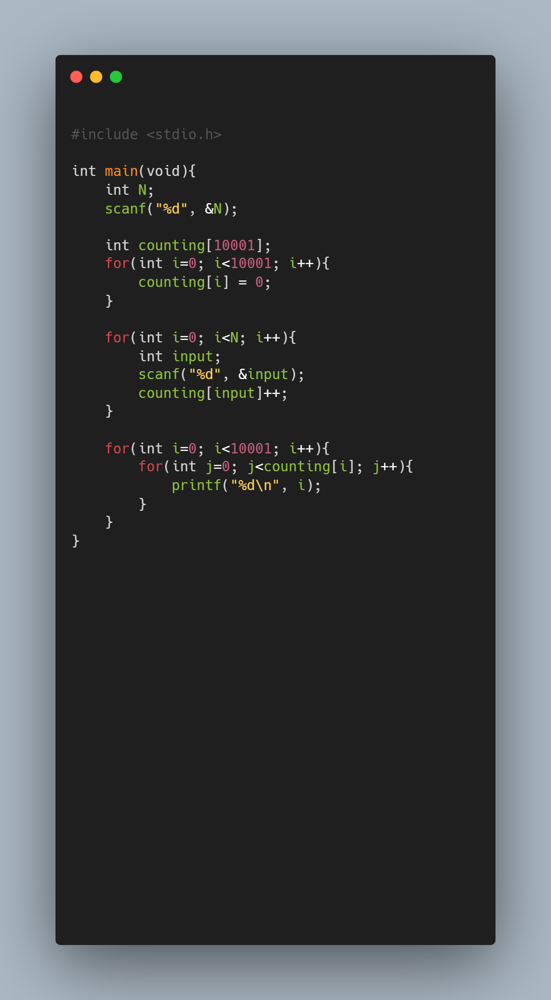 #include <stdio.h>

int main(void){
    int N;
    scanf("%d", &N);

    int counting[10001];
    for(int i=0; i<10001; i++){
        counting[i] = 0;
    }

    for(int i=0; i<N; i++){
        int input;
        scanf("%d", &input);
        counting[input]++;
    }

    for(int i=0; i<10001; i++){
        for(int j=0; j<counting[i]; j++){
            printf("%d\n", i);
        }
    }
}